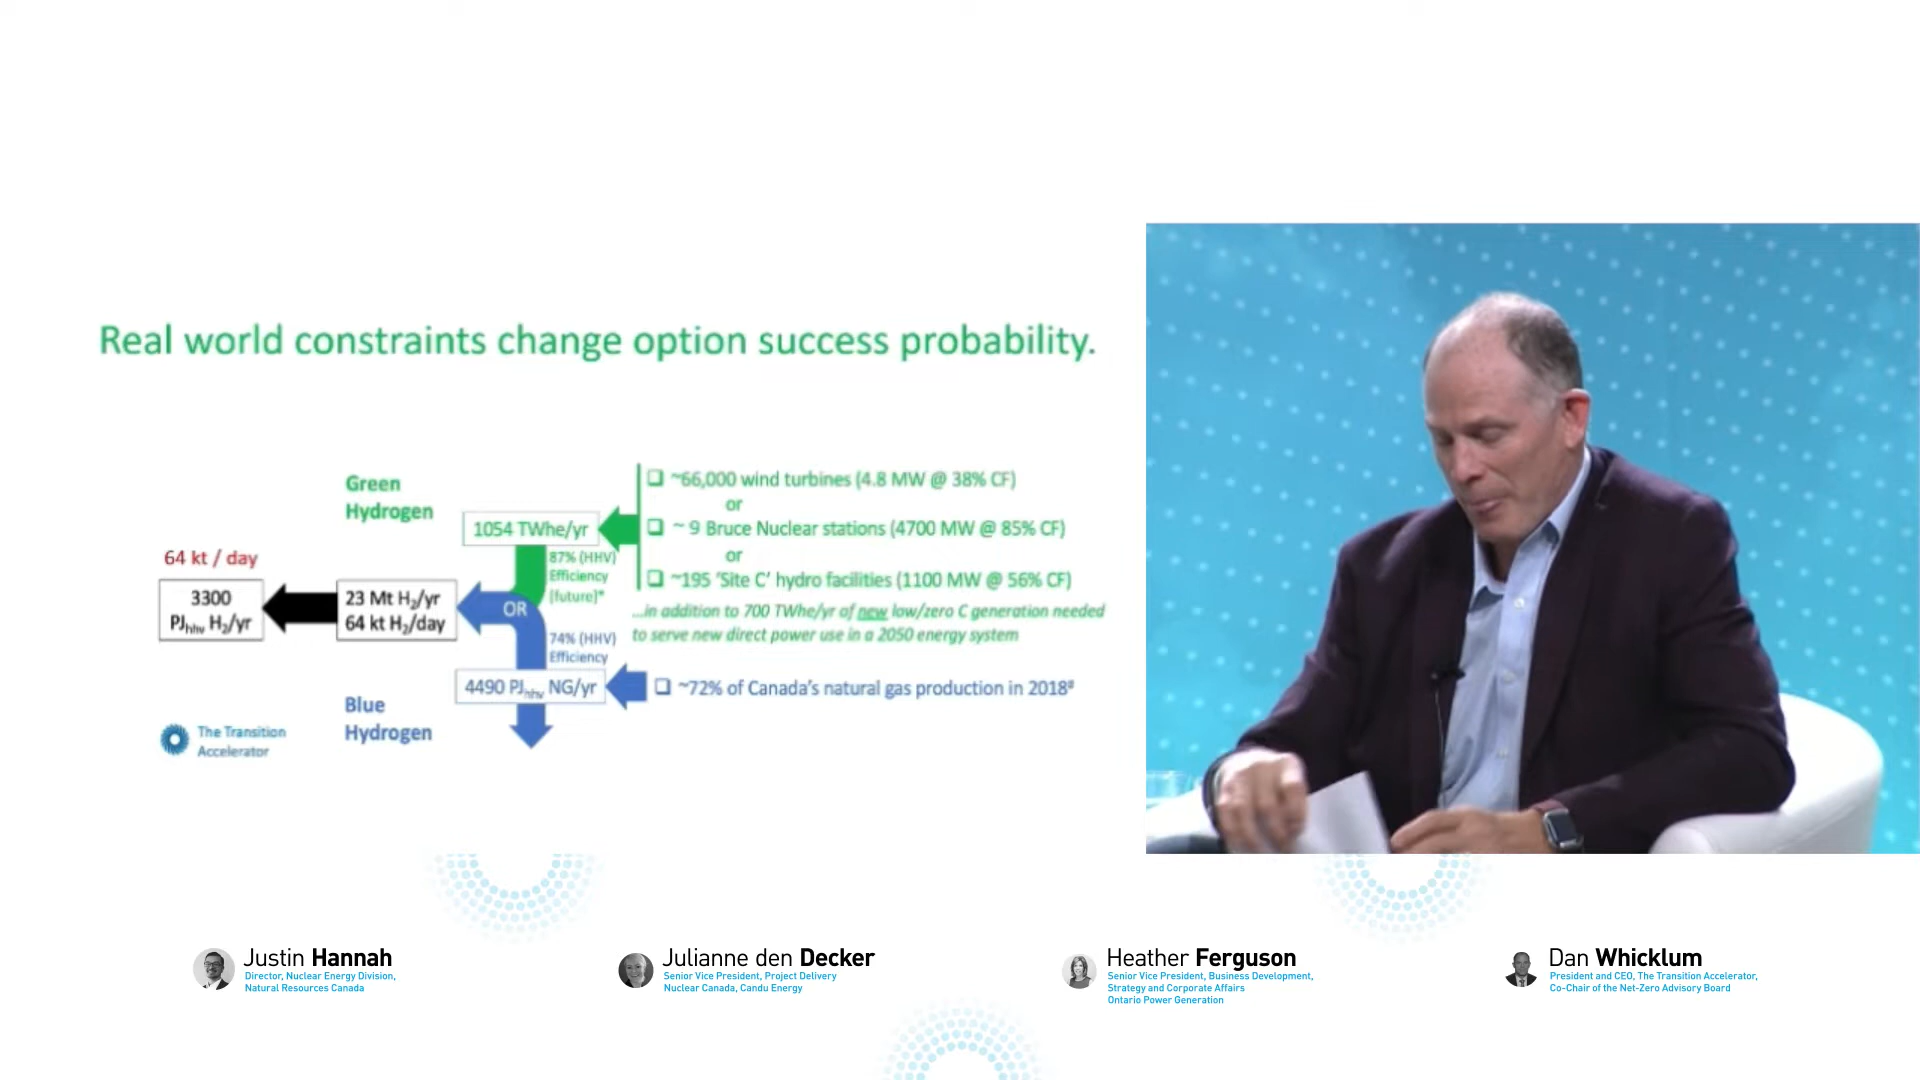 Real world constraints change option success probability.
Green
Hydrogen
64 kt / day
3300
PJhhv H₂/yr
23 Mt H₂/yr
64 kt H₂/day
OR
1054 TWhe/yr
87% (HHV)
Efficiency
[future]*
74% (HHV)
Efficiency
4490 PJhhv NG/yr
❑ ~66,000 wind turbines (4.8 MW @ 38% CF)
or
❑ ~ 9 Bruce Nuclear stations (4700 MW @ 85% CF)
or
❑ ~195 'Site C' hydro facilities (1100 MW @ 56% CF)
...in addition to 700 TWhe/yr of new low/zero C generation needed
to serve new direct power use in a 2050 energy system
❑ ~72% of Canada's natural gas production in 2018
Blue
Hydrogen
The Transition
Accelerator
Justin Hannah
Director, Nuclear Energy Division,
Natural Resources Canada
Julianne den Decker
Senior Vice President, Project Delivery
Nuclear Canada, Candu Energy
Heather Ferguson
Senior Vice President, Business Development,
Strategy and Corporate Affairs
Ontario Power Generation
Dan Whicklum
President and CEO, The Transition Accelerator,
Co-Chair of the Net-Zero Advisory Board